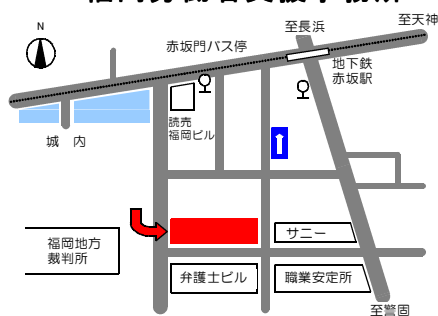 N
至長浜
至天神
赤坂門バス停
地下鉄
赤坂駅
読売
福岡ビル
城 内
サニー
福岡地方
裁判所
弁護士ビル
職業安定所
至警固